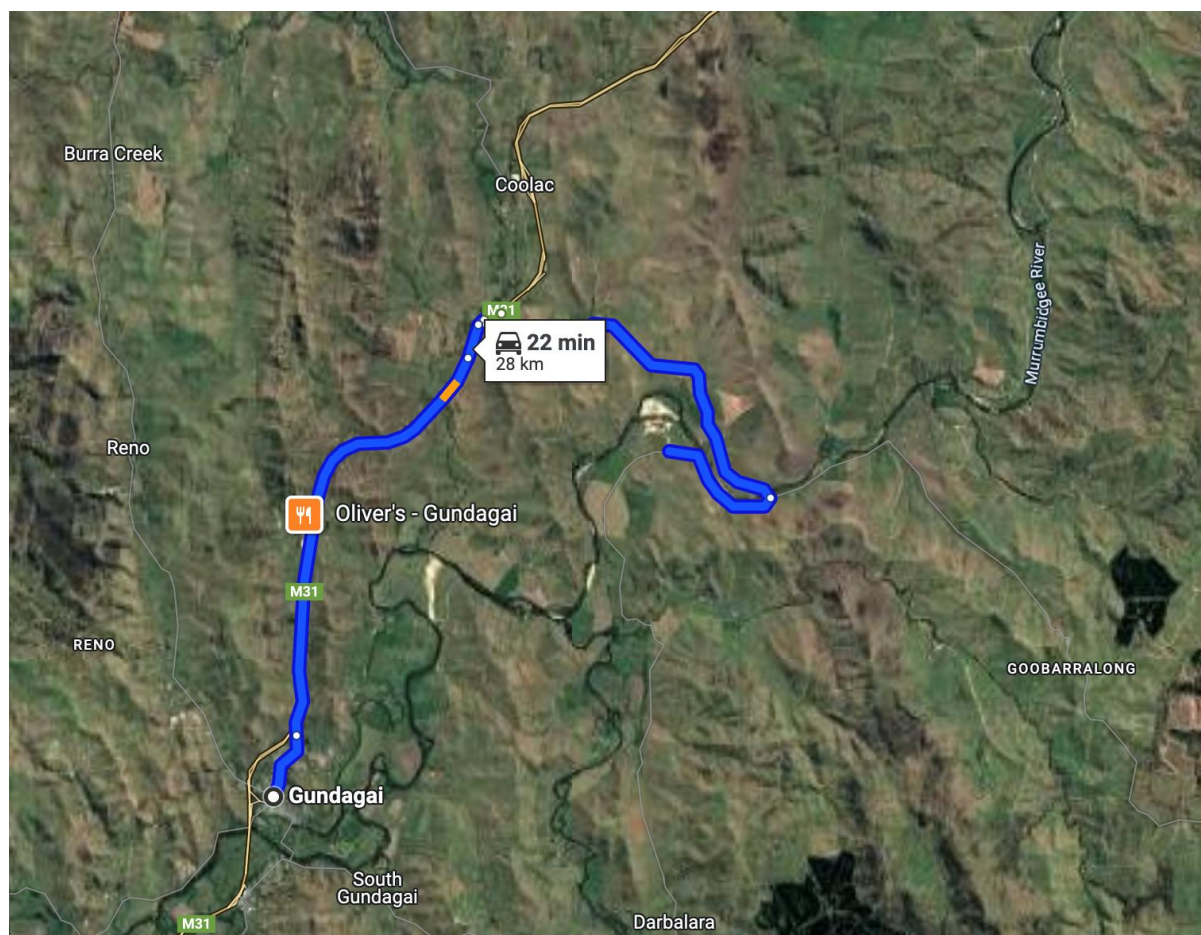 Burra Creek
Coolac
Murrumbidgee River
M31
22 min
28 km
Reno
Oliver's - Gundagai
M31
RENO
GOOBARRALONG
Gundagai
South
Gundagai
M31
Darbalara